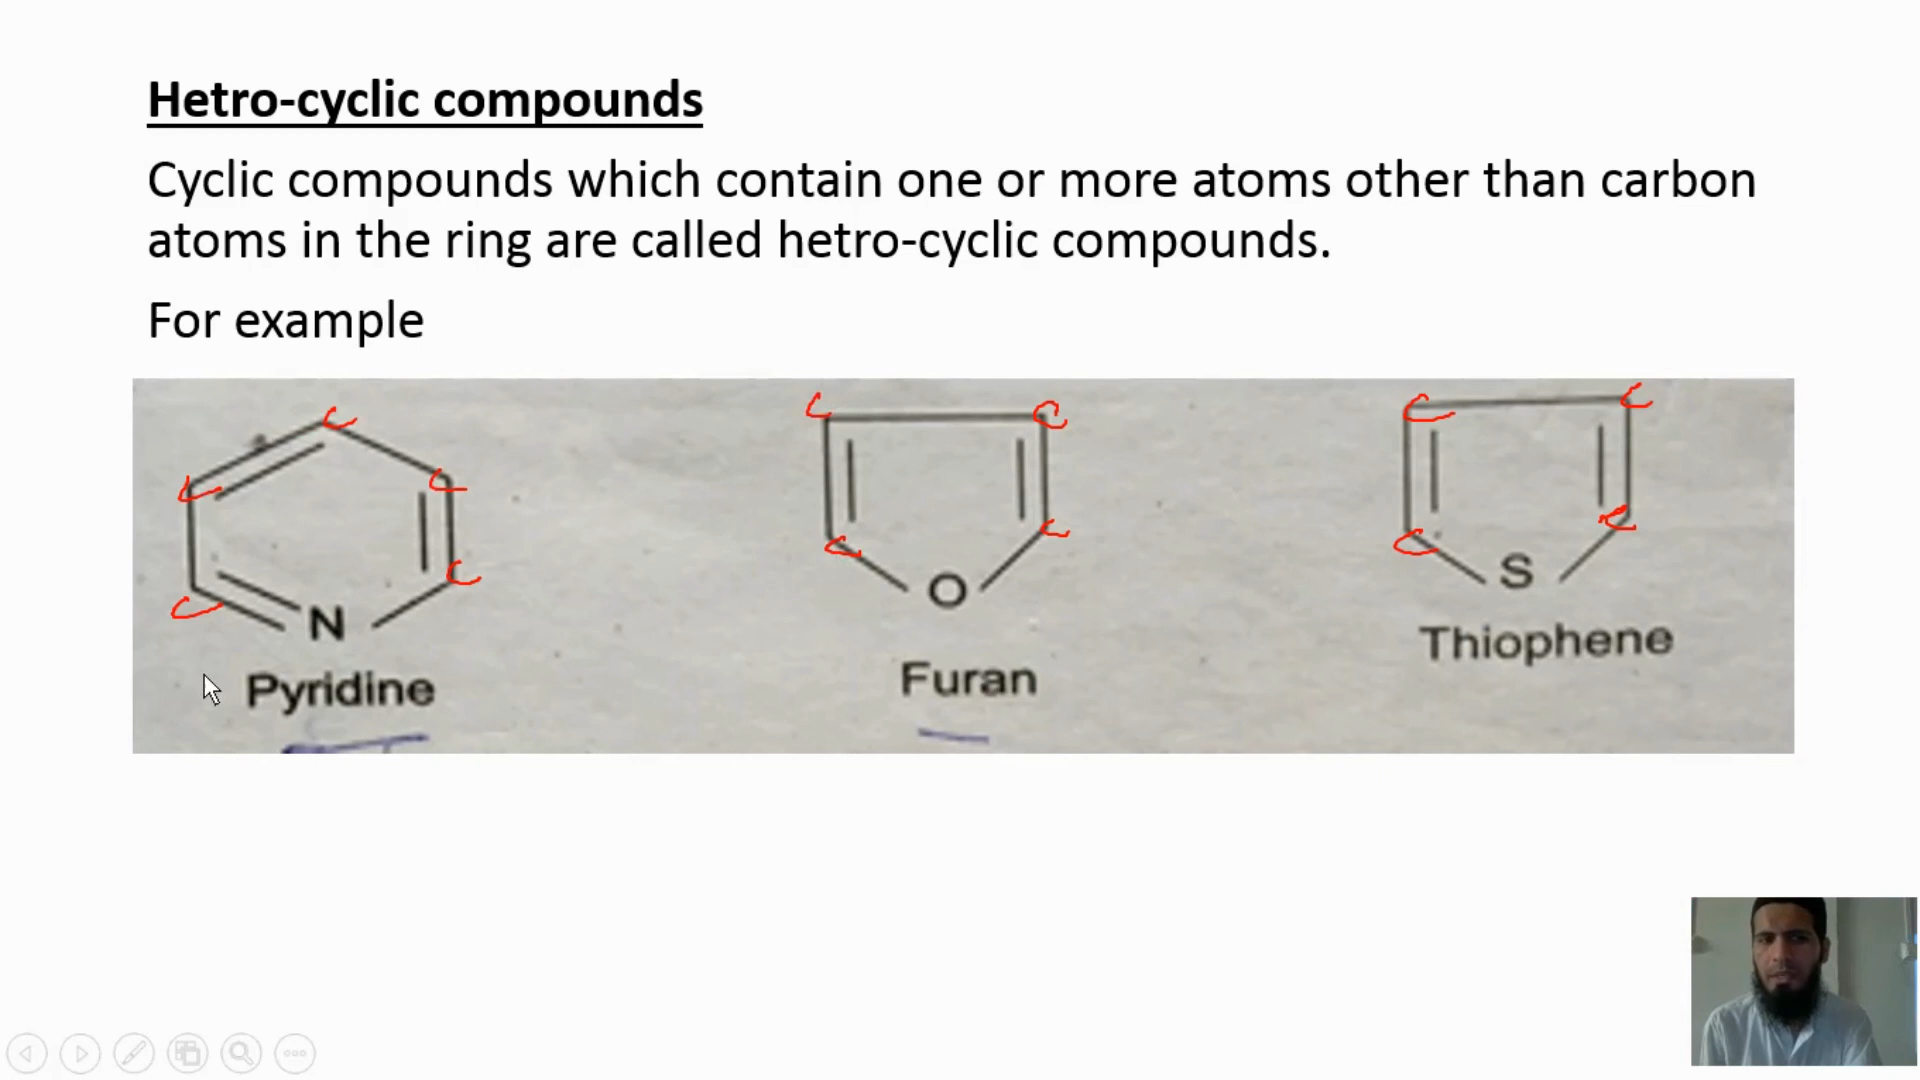 Hetro-cyclic compounds
Cyclic compounds which contain one or more atoms other than carbon
atoms in the ring are called hetro-cyclic compounds.
For example
C C C C C
N
Pyridine
C C C C
O
Furan
C C C C
S
Thiophene